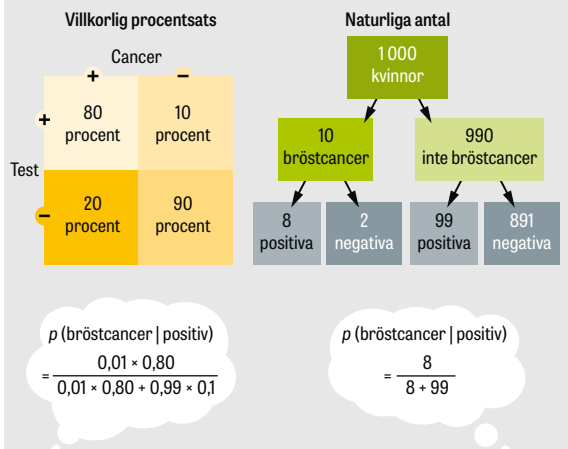 Villkorlig procentsats
Cancer
+ −
+
80
procent
10
procent
Test
−
20
procent
90
procent
p (bröstcancer | positiv)
= 0,01 × 0,80
0,01 × 0,80 + 0,99 × 0,1
Naturliga antal
1 000
kvinnor
10
bröstcancer
990
inte bröstcancer
8
positiva
2
negativa
99
positiva
891
negativa
p (bröstcancer | positiv)
= 8
8 + 99